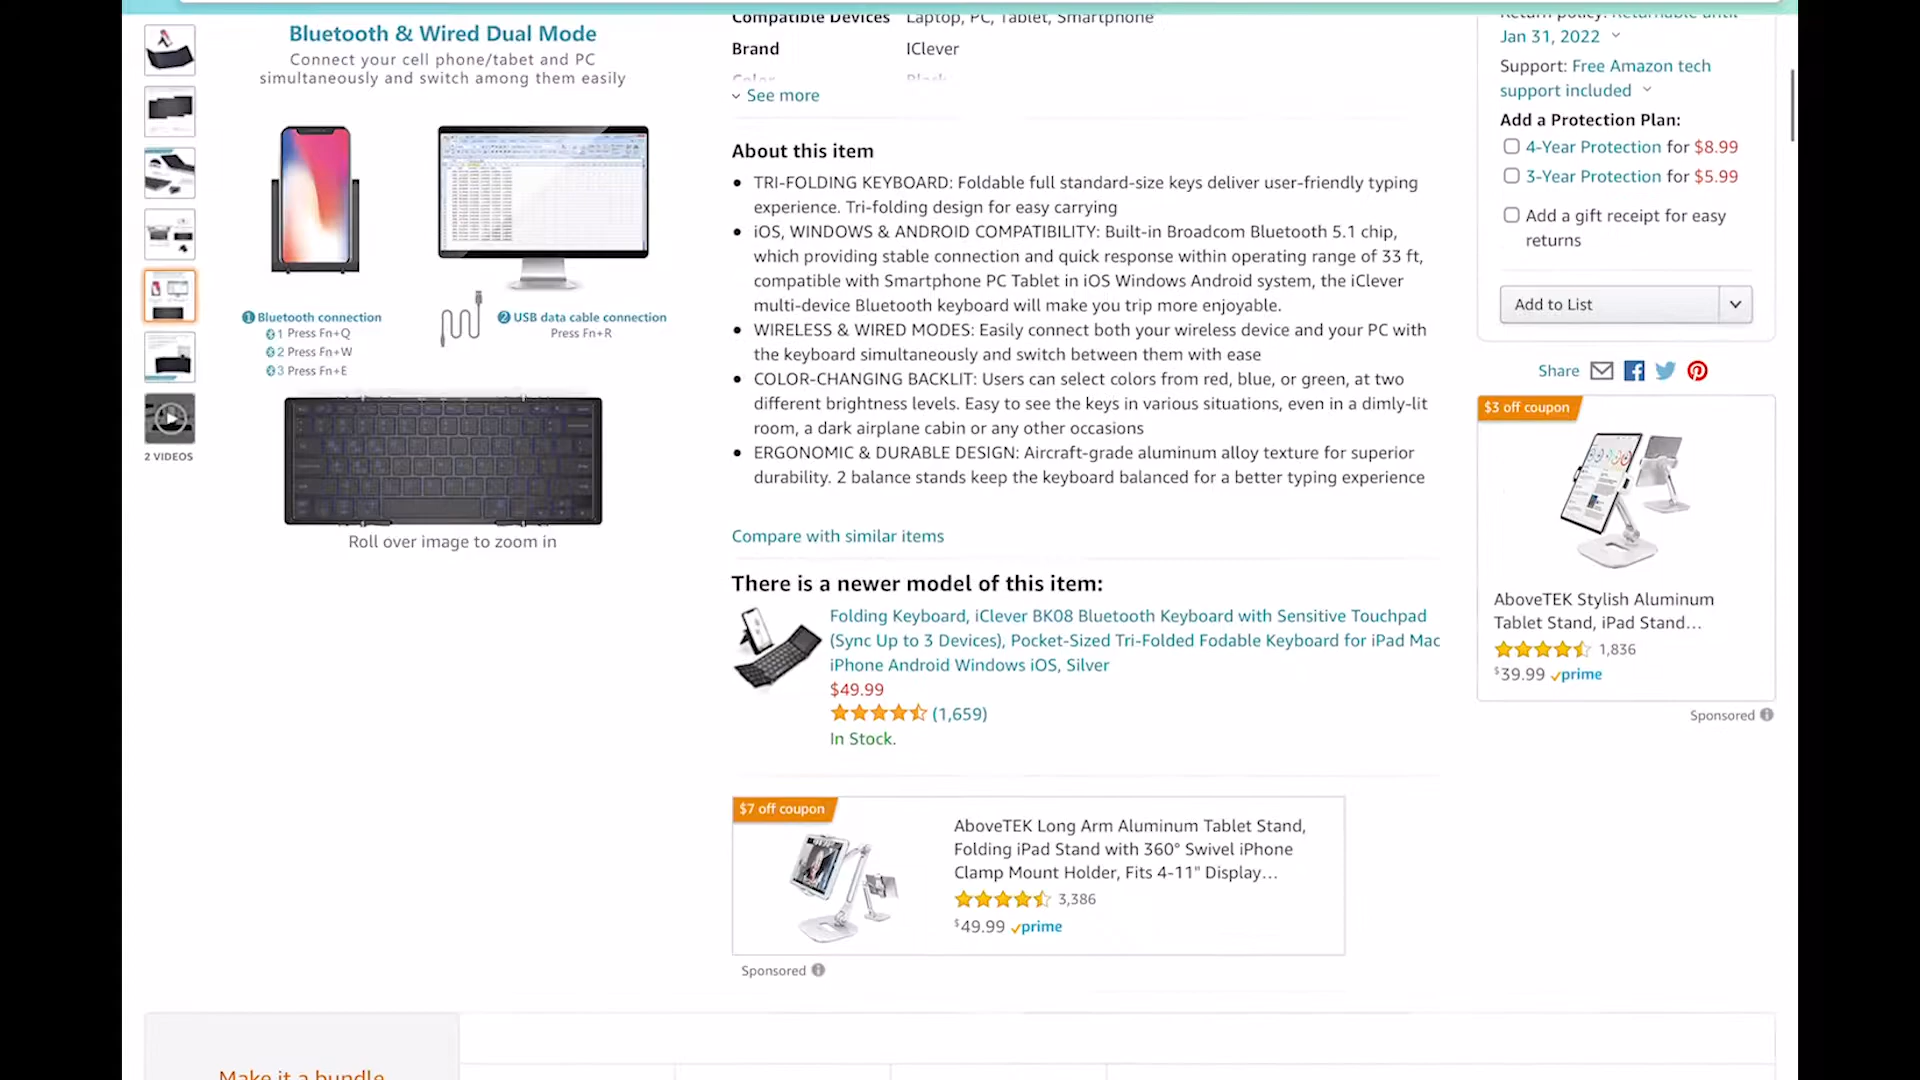 Bluetooth & Wired Dual Mode
Connect your cell phone/tabet and PC
simultaneously and switch among them easily
1 Bluetooth connection
1 Press Fn+Q
2 Press Fn+W
3 Press Fn+E
2 USB data cable connection
Press Fn+R
Roll over image to zoom in
2 VIDEOS
Compatible Devices Laptop, PC, Tablet, Smartphone
Brand IClever
Color Black
See more
About this item
TRI-FOLDING KEYBOARD: Foldable full standard-size keys deliver user-friendly typing
experience. Tri-folding design for easy carrying
iOS, WINDOWS & ANDROID COMPATIBILITY: Built-in Broadcom Bluetooth 5.1 chip,
which providing stable connection and quick response within operating range of 33 ft,
compatible with Smartphone PC Tablet in iOS Windows Android system, the iClever
multi-device Bluetooth keyboard will make you trip more enjoyable.
WIRELESS & WIRED MODES: Easily connect both your wireless device and your PC with
the keyboard simultaneously and switch between them with ease
COLOR-CHANGING BACKLIT: Users can select colors from red, blue, or green, at two
different brightness levels. Easy to see the keys in various situations, even in a dimly-lit
room, a dark airplane cabin or any other occasions
ERGONOMIC & DURABLE DESIGN: Aircraft-grade aluminum alloy texture for superior
durability. 2 balance stands keep the keyboard balanced for a better typing experience
Compare with similar items
There is a newer model of this item:
Folding Keyboard, iClever BK08 Bluetooth Keyboard with Sensitive Touchpad
(Sync Up to 3 Devices), Pocket-Sized Tri-Folded Fodable Keyboard for iPad Mac
iPhone Android Windows iOS, Silver
$49.99
(1,659)
In Stock.
$7 off coupon
AboveTEK Long Arm Aluminum Tablet Stand,
Folding iPad Stand with 360° Swivel iPhone
Clamp Mount Holder, Fits 4-11" Display...
3,386
$49.99 prime
Sponsored
Return policy: Returnable until
Jan 31, 2022
Support: Free Amazon tech
support included
Add a Protection Plan:
4-Year Protection for $8.99
3-Year Protection for $5.99
Add a gift receipt for easy
returns
Add to List
Share
$3 off coupon
AboveTEK Stylish Aluminum
Tablet Stand, iPad Stand...
1,836
$39.99 prime
Sponsored
Make it a bundle